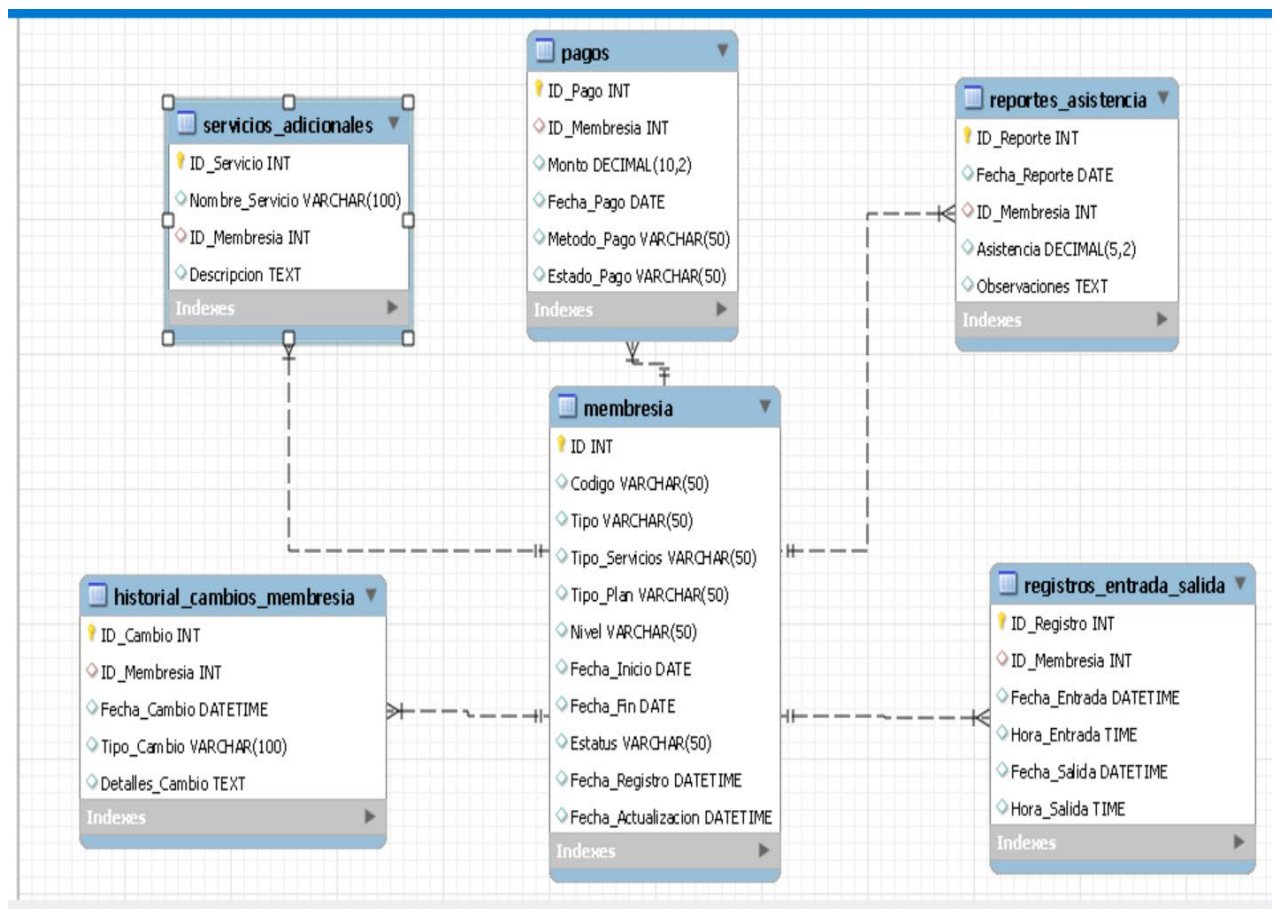 pagos
ID_Pago INT
ID_Membresia INT
Monto DECIMAL(10,2)
Fecha_Pago DATE
Metodo_Pago VARCHAR(50)
Estado_Pago VARCHAR(50)
Indexes
servicios_adicionales
ID_Servicio INT
Nombre_Servicio VARCHAR(100)
ID_Membresia INT
Descripcion TEXT
Indexes
reportes_asistencia
ID_Reporte INT
Fecha_Reporte DATE
ID_Membresia INT
Asistencia DECIMAL(5,2)
Observaciones TEXT
Indexes
membresia
ID INT
Codigo VARCHAR(50)
Tipo VARCHAR(50)
Tipo_Servicios VARCHAR(50)
Tipo_Plan VARCHAR(50)
Nivel VARCHAR(50)
Fecha_Inicio DATE
Fecha_Fin DATE
Estatus VARCHAR(50)
Fecha_Registro DATETIME
Fecha_Actualizacion DATETIME
Indexes
historial_cambios_membresia
ID_Cambio INT
ID_Membresia INT
Fecha_Cambio DATETIME
Tipo_Cambio VARCHAR(100)
Detalles_Cambio TEXT
Indexes
registros_entrada_salida
ID_Registro INT
ID_Membresia INT
Fecha_Entrada DATETIME
Hora_Entrada TIME
Fecha_Salida DATETIME
Hora_Salida TIME
Indexes